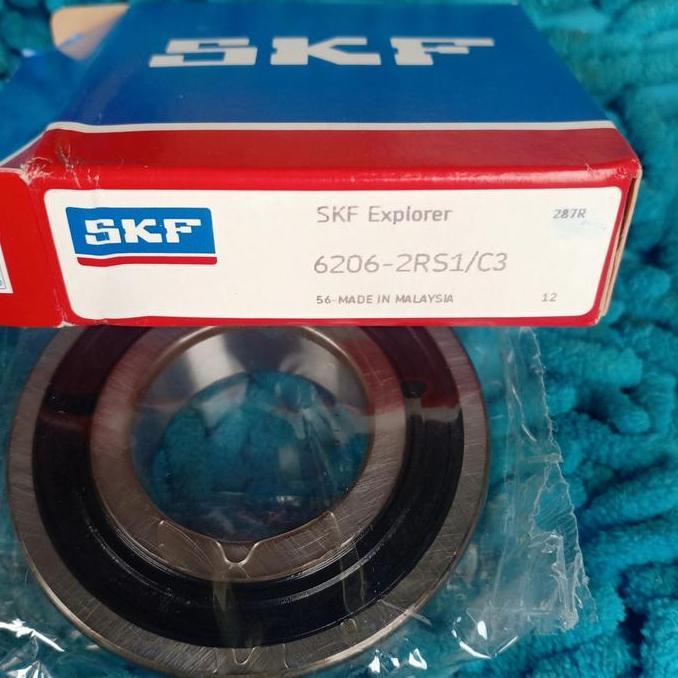 SKF
SKF
SKF Explorer
287R
6206-2RS1/C3
56-MADE IN MALAYSIA
12